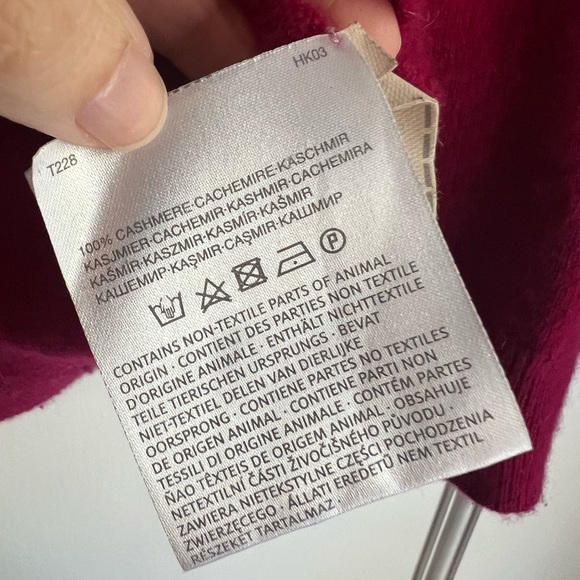 HK03
T228
100% CASHMERE·CACHEMIRE·KASCHMIR
KASJMIER·CACHEMIR·KASHMIR·CACHEMIRA
KAŠMÍR·KASZMIR·KASMÍR·KAŠMIR
КАШЕМИР·KAŞMIR·CAŞMIR·КАШМИР
P
CONTAINS NON-TEXTILE PARTS OF ANIMAL
ORIGIN · CONTIENT DES PARTIES NON TEXTILE
D'ORIGINE ANIMALE · ENTHÄLT NICHTTEXTILE
TEILE TIERISCHEN URSPRUNGS · BEVAT
NIET-TEXTIEL DELEN VAN DIERLIJKE
OORSPRONG · CONTIENE PARTES NO TEXTILES
DE ORIGEN ANIMAL · CONTIENE PARTI NON
TESSILI DI ORIGINE ANIMALE · CONTÉM PARTES
NÃO TÊXTEIS DE ORIGEM ANIMAL · OBSAHUJE
NETEXTILNÍ ČÁSTI ŽIVOČIŠNÉHO PŮVODU ·
ZAWIERA NIETEKSTYLNE CZĘŚCI POCHODZENIA
ZWIERZĘCEGO · ÁLLATI EREDETŰ NEM TEXTIL
RÉSZEKET TARTALMAZ ·